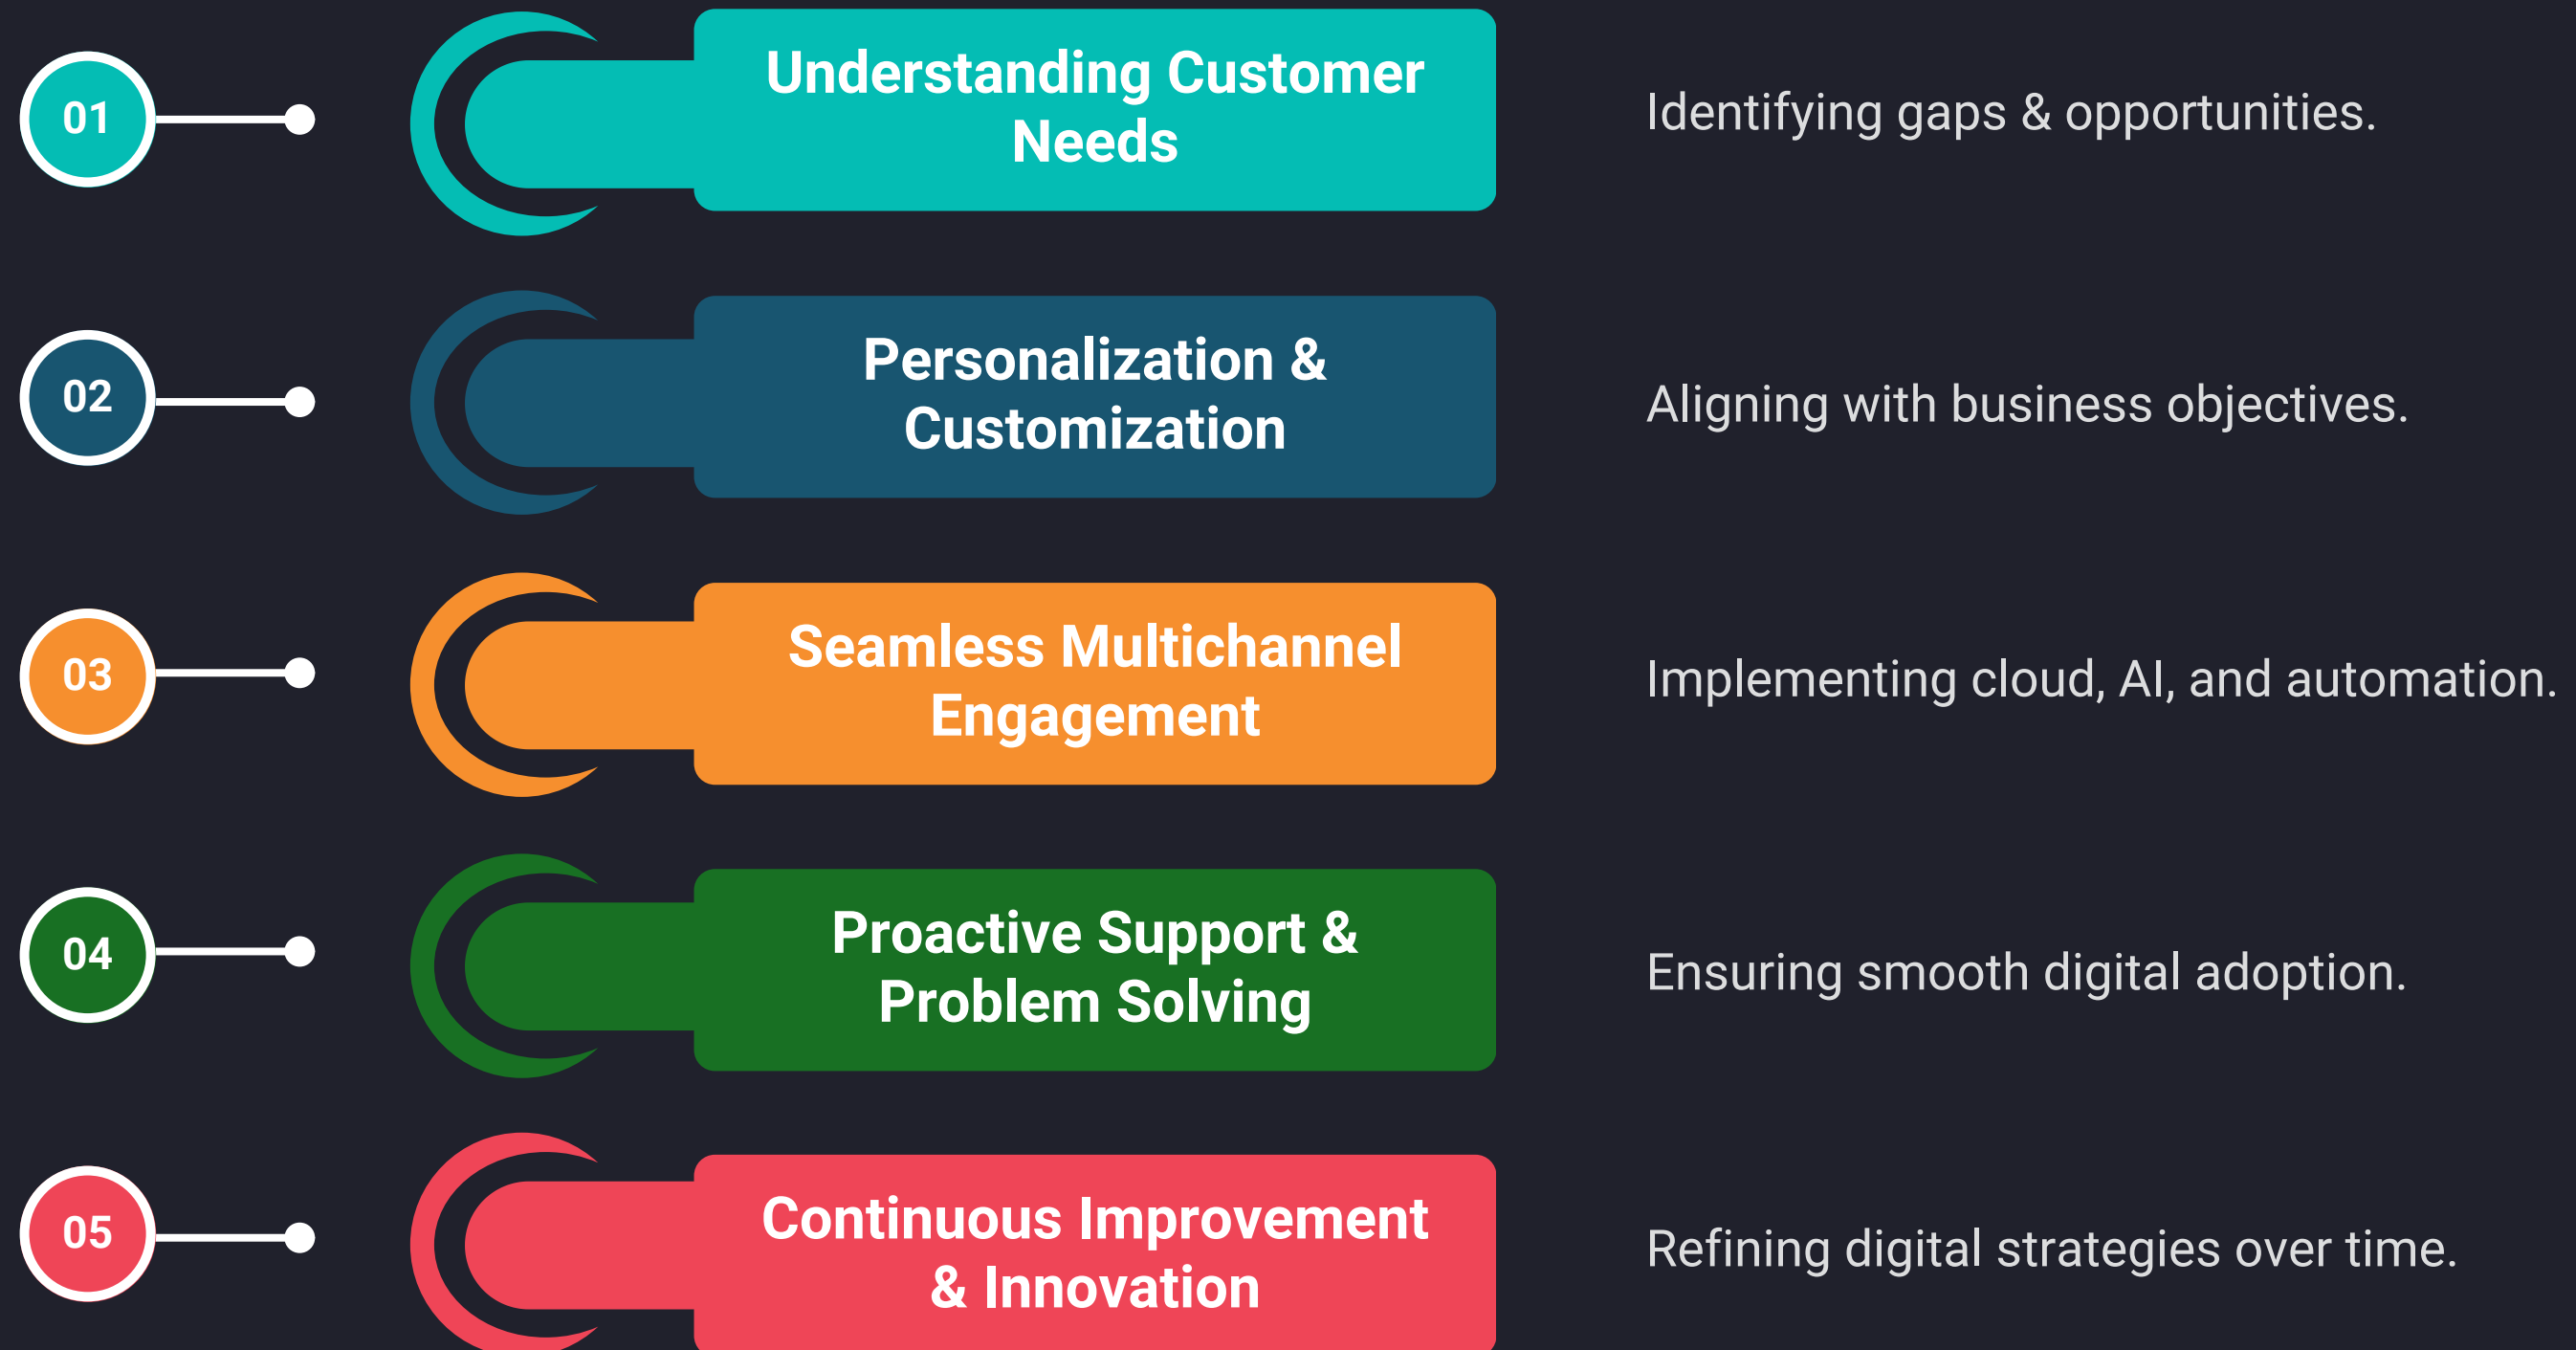 01
Understanding Customer
Needs
Identifying gaps & opportunities.
02
Personalization &
Customization
Aligning with business objectives.
03
Seamless Multichannel
Engagement
Implementing cloud, AI, and automation.
04
Proactive Support &
Problem Solving
Ensuring smooth digital adoption.
05
Continuous Improvement
& Innovation
Refining digital strategies over time.